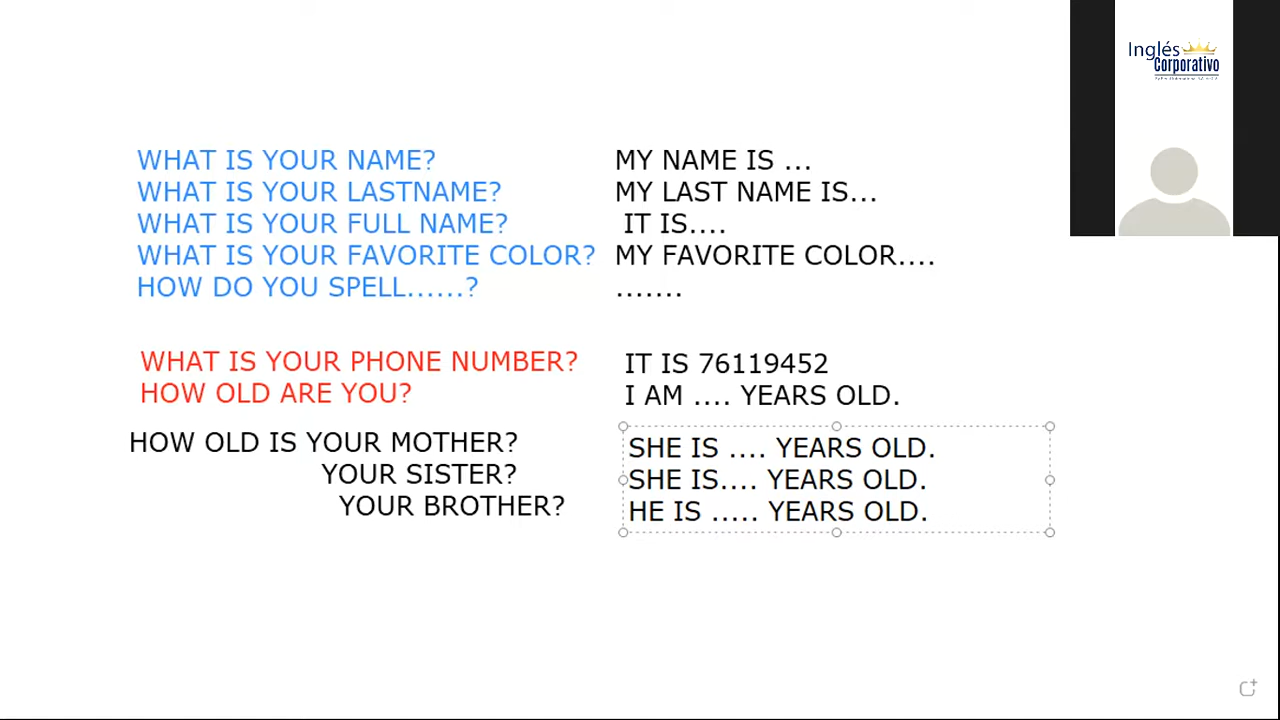 Inglés
Corporativo
WHAT IS YOUR NAME? MY NAME IS ...
WHAT IS YOUR LASTNAME? MY LAST NAME IS...
WHAT IS YOUR FULL NAME? IT IS....
WHAT IS YOUR FAVORITE COLOR? MY FAVORITE COLOR....
HOW DO YOU SPELL......? .......
WHAT IS YOUR PHONE NUMBER? IT IS 76119452
HOW OLD ARE YOU? I AM .... YEARS OLD.
HOW OLD IS YOUR MOTHER? SHE IS .... YEARS OLD.
YOUR SISTER? SHE IS.... YEARS OLD.
YOUR BROTHER? HE IS ..... YEARS OLD.